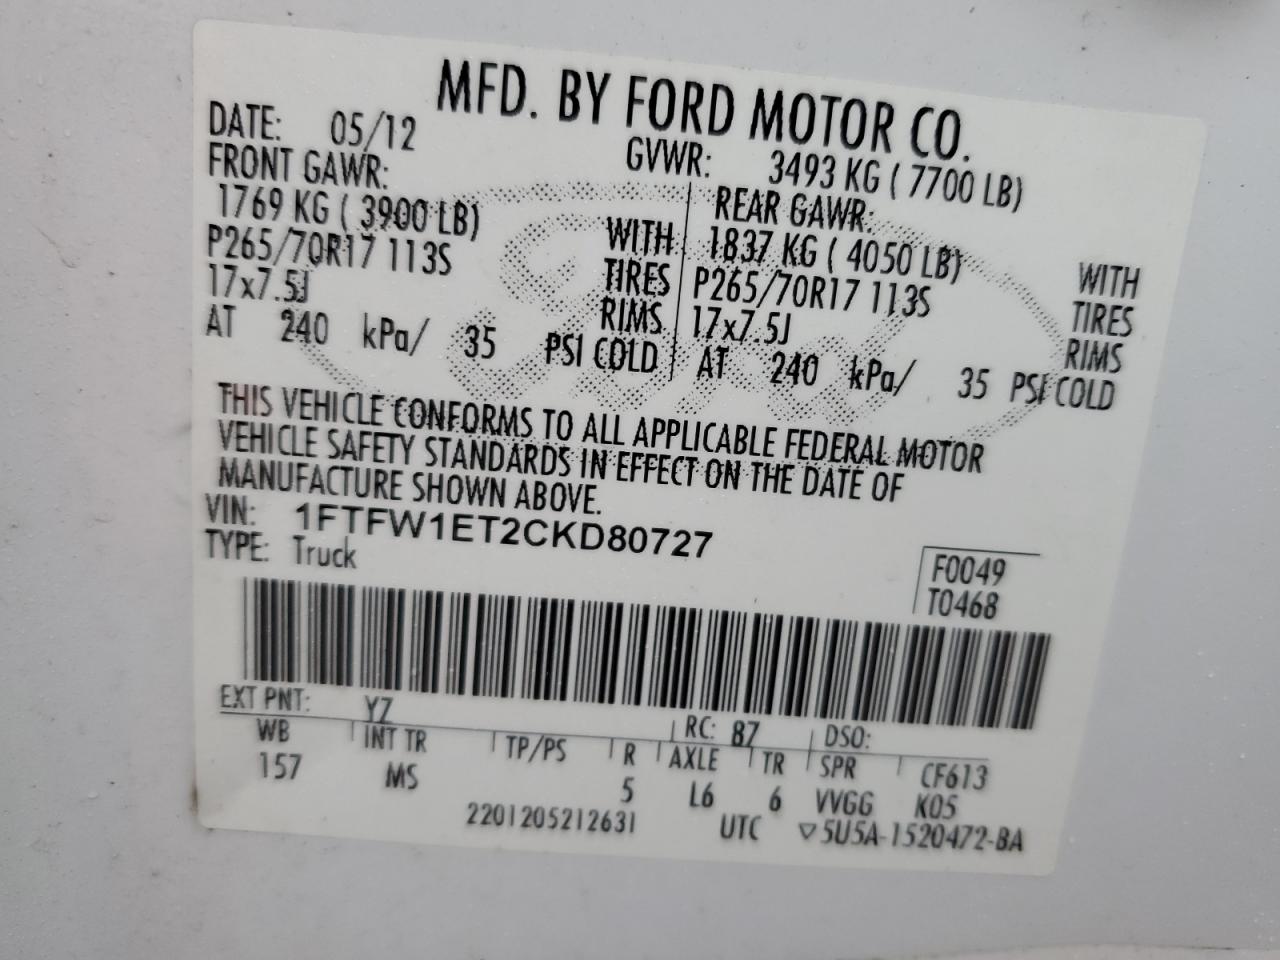 MFD. BY FORD MOTOR CO.
DATE: 05/12 GVWR: 3493 KG ( 7700 LB)
FRONT GAWR: REAR GAWR:
1769 KG ( 3900 LB) WITH 1837 KG ( 4050 LB) WITH
P265/70R17 113S TIRES P265/70R17 113S TIRES
17x7.5J RIMS 17x7.5J RIMS
AT 240 kPa/ 35 PSI COLD AT 240 kPa/ 35 PSI COLD
THIS VEHICLE CONFORMS TO ALL APPLICABLE FEDERAL MOTOR
VEHICLE SAFETY STANDARDS IN EFFECT ON THE DATE OF
MANUFACTURE SHOWN ABOVE.
VIN: 1FTFW1ET2CKD80727
TYPE: Truck
F0049
T0468
EXT PNT: YZ RC: 87 DSO:
WB INT TR TP/PS R AXLE TR SPR CF613
157 MS 5 L6 6 VVGG K05
2201205212631 UTC ▽5U5A-1520472-BA
Ford